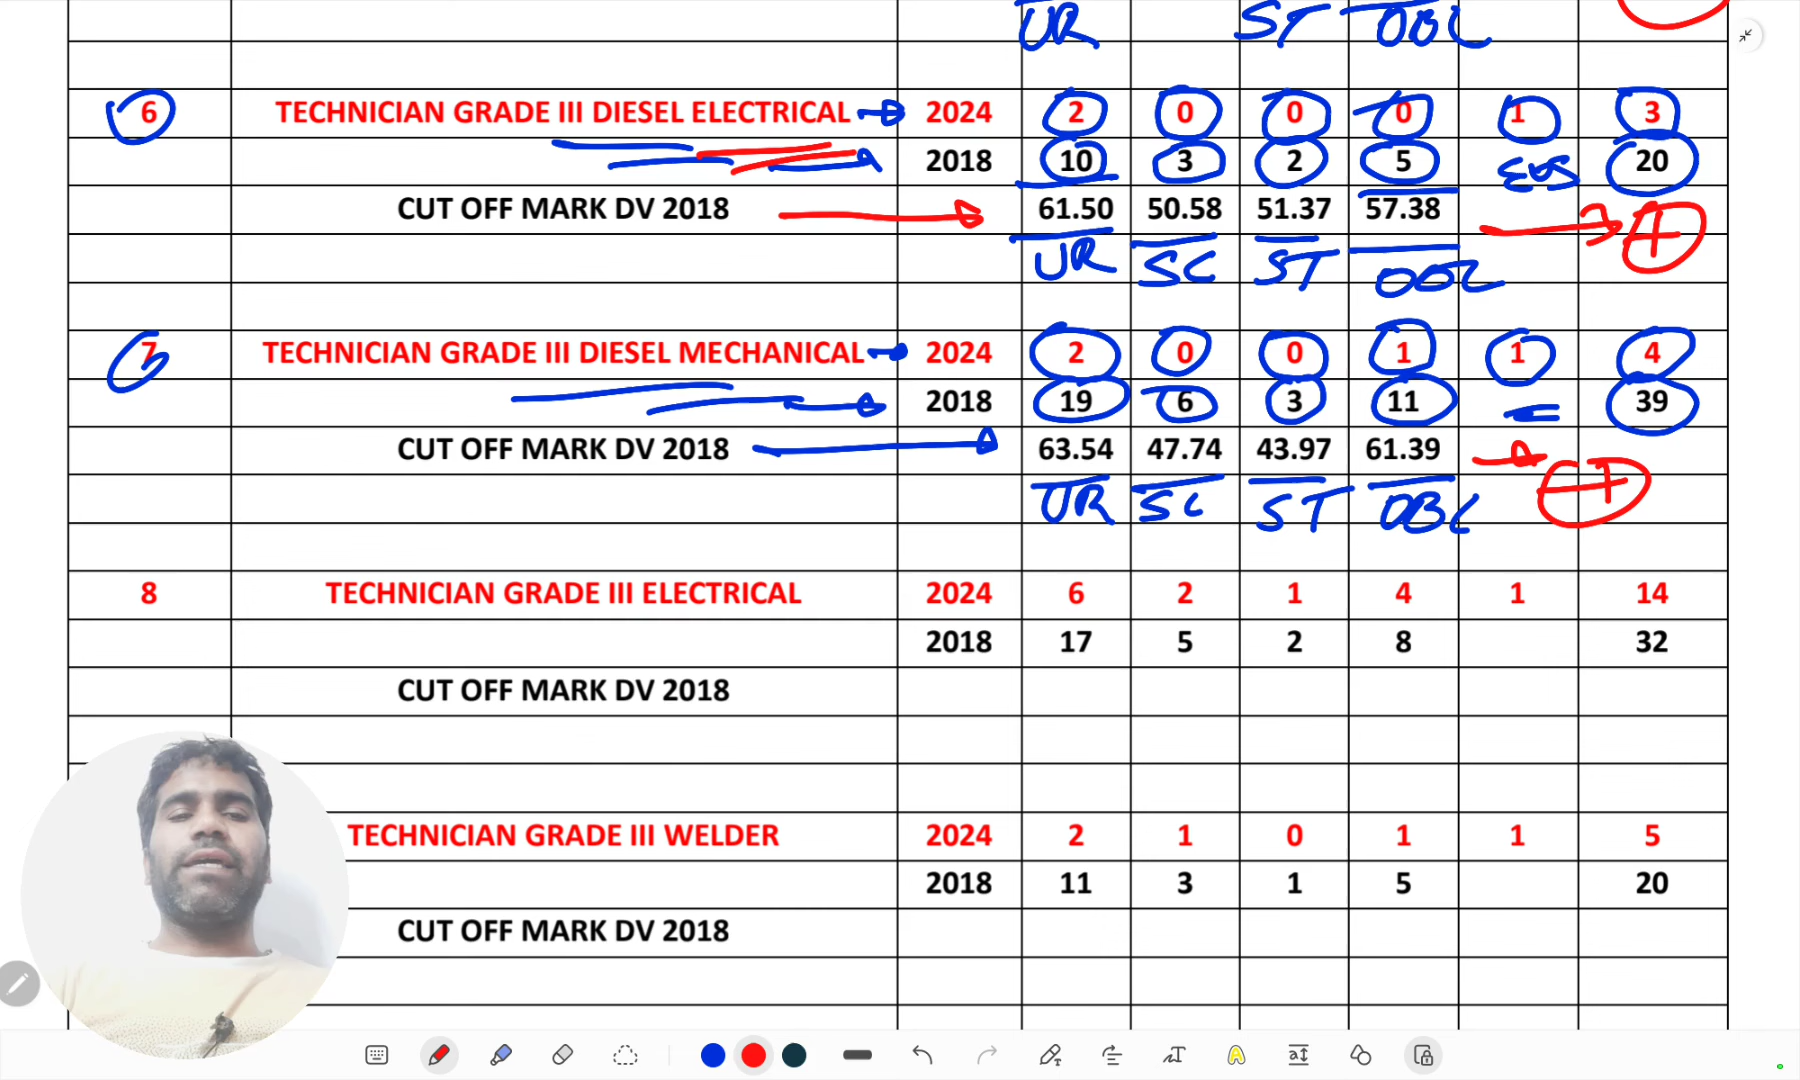 UR ST OBC
6 TECHNICIAN GRADE III DIESEL ELECTRICAL 2024 2 0 0 0 1 3
2018 10 3 2 5 EWS 20
CUT OFF MARK DV 2018 61.50 50.58 51.37 57.38
UR SC ST OBC
7 TECHNICIAN GRADE III DIESEL MECHANICAL 2024 2 0 0 1 1 4
2018 19 6 3 11 39
CUT OFF MARK DV 2018 63.54 47.74 43.97 61.39
UR SC ST OBC
8 TECHNICIAN GRADE III ELECTRICAL 2024 6 2 1 4 1 14
2018 17 5 2 8 32
CUT OFF MARK DV 2018
TECHNICIAN GRADE III WELDER 2024 2 1 0 1 1 5
2018 11 3 1 5 20
CUT OFF MARK DV 2018